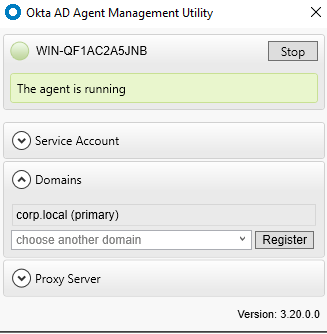 Okta AD Agent Management Utility
WIN-QF1AC2A5JNB
Stop
The agent is running
Service Account
Domains
corp.local (primary)
choose another domain
Register
Proxy Server
Version: 3.20.0.0